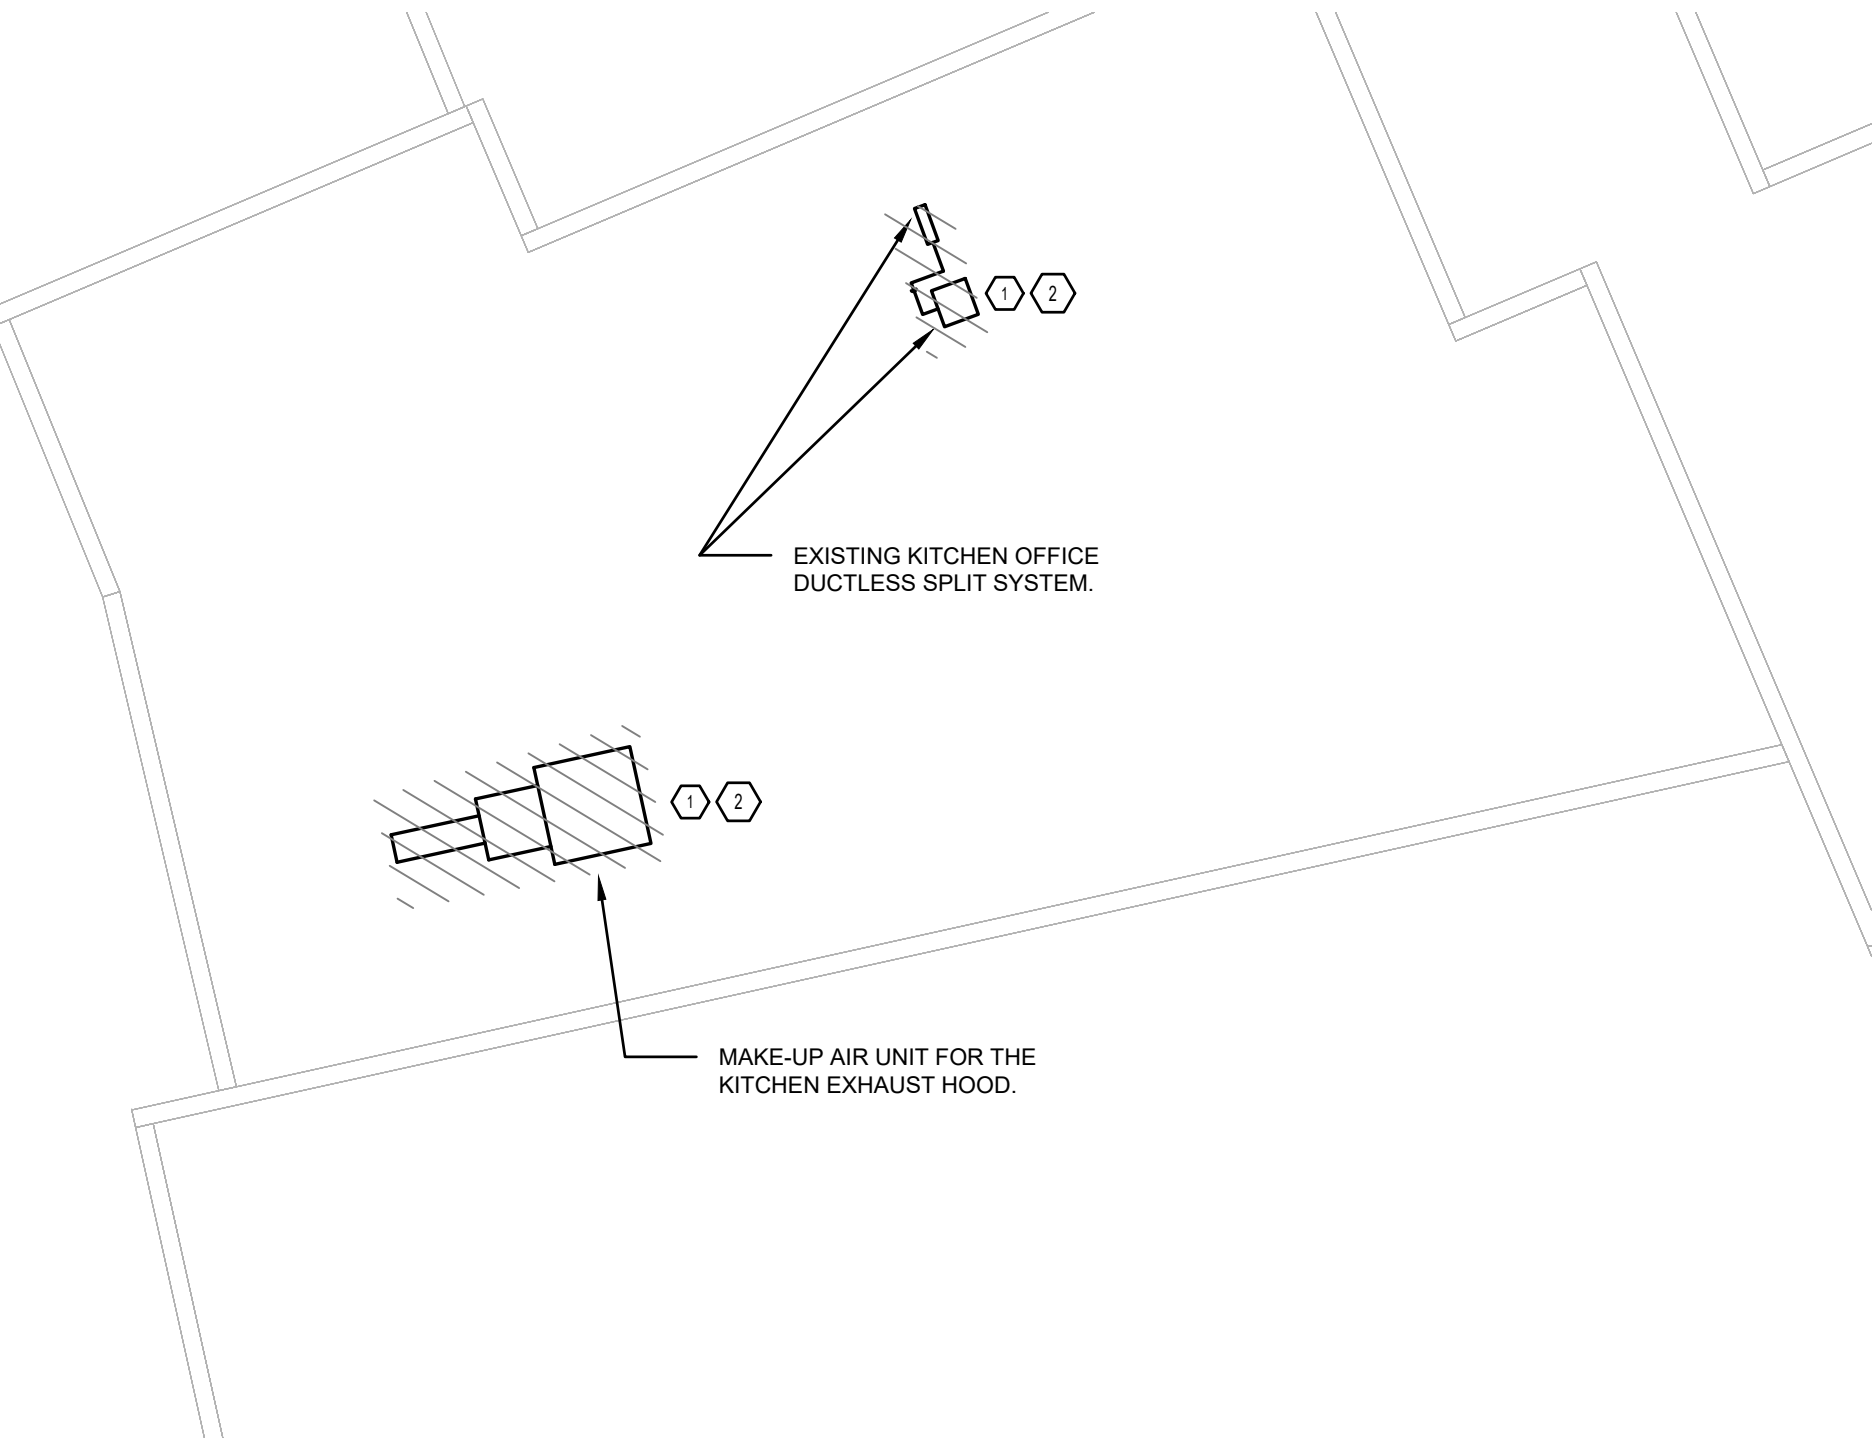 1 2
EXISTING KITCHEN OFFICE
DUCTLESS SPLIT SYSTEM.
1 2
MAKE-UP AIR UNIT FOR THE
KITCHEN EXHAUST HOOD.